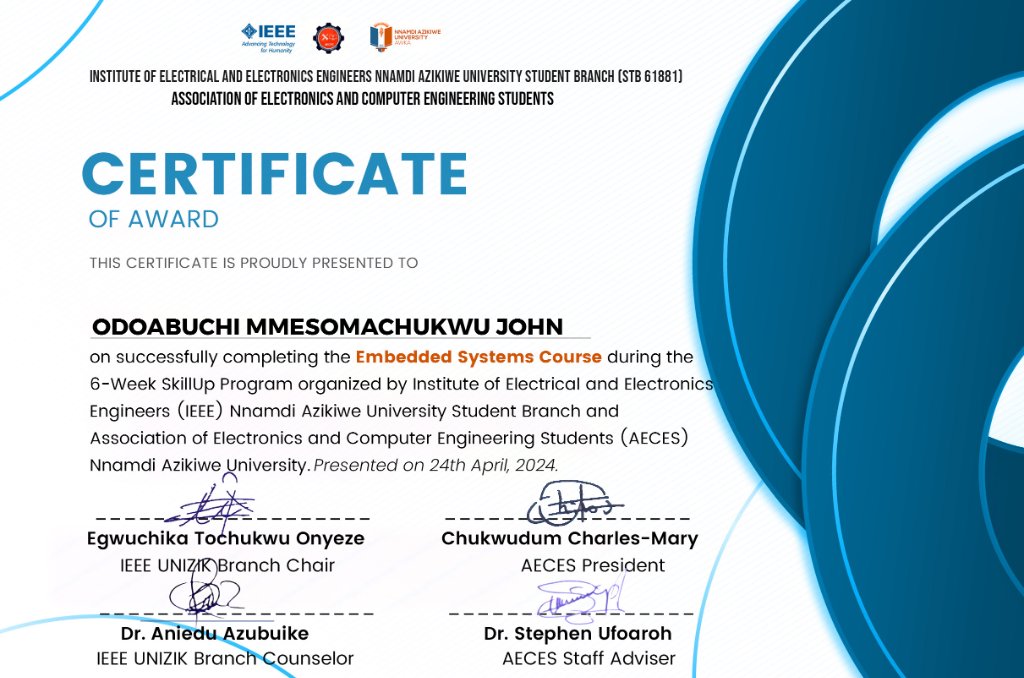 IEEE
Advancing Technology
for Humanity
NNAMDI AZIKIWE
UNIVERSITY
AWKA
INSTITUTE OF ELECTRICAL AND ELECTRONICS ENGINEERS NNAMDI AZIKIWE UNIVERSITY STUDENT BRANCH (STB 61881)
ASSOCIATION OF ELECTRONICS AND COMPUTER ENGINEERING STUDENTS
CERTIFICATE
OF AWARD
THIS CERTIFICATE IS PROUDLY PRESENTED TO
ODOABUCHI MMESOMACHUKWU JOHN
on successfully completing the Embedded Systems Course during the
6-Week SkillUp Program organized by Institute of Electrical and Electronics
Engineers (IEEE) Nnamdi Azikiwe University Student Branch and
Association of Electronics and Computer Engineering Students (AECES)
Nnamdi Azikiwe University. Presented on 24th April, 2024.
Egwuchika Tochukwu Onyeze
IEEE UNIZIK Branch Chair
Chukwudum Charles-Mary
AECES President
Dr. Aniedu Azubuike
IEEE UNIZIK Branch Counselor
Dr. Stephen Ufoaroh
AECES Staff Adviser